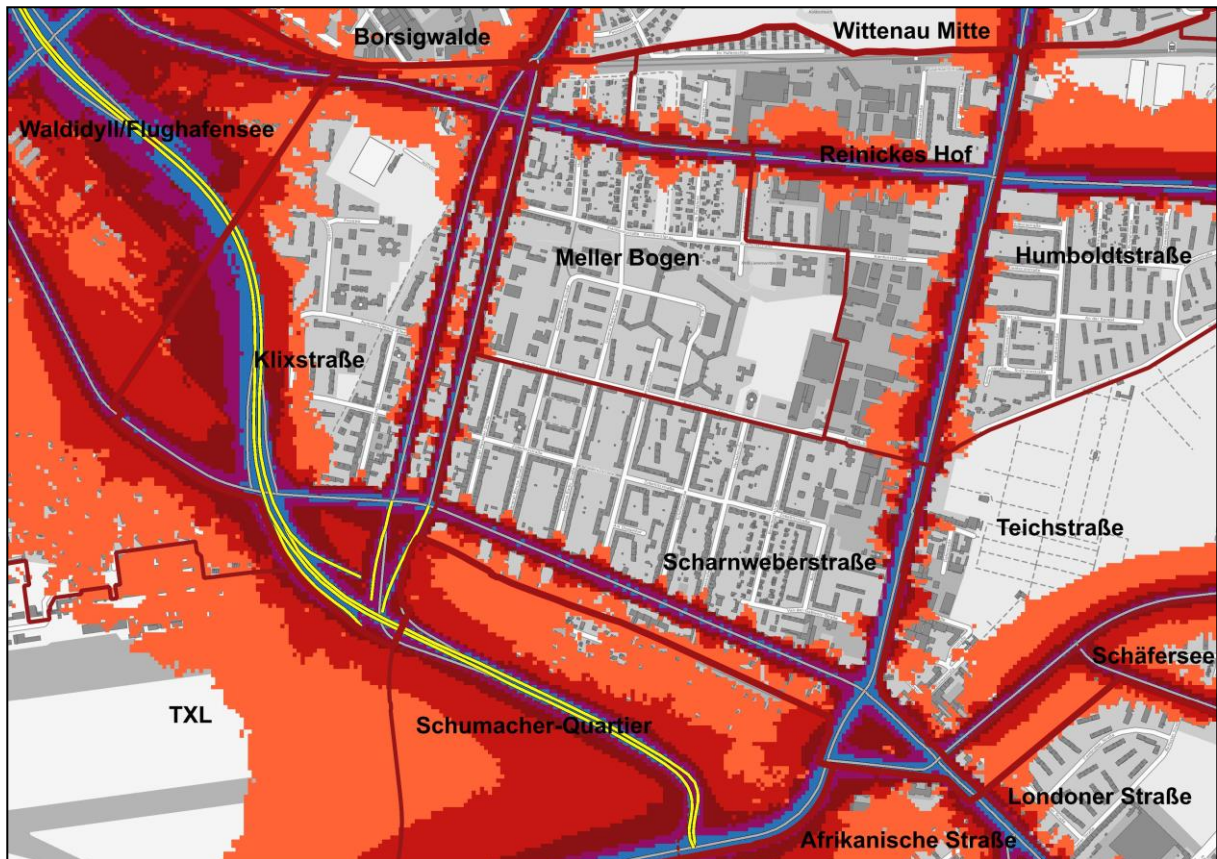 Borsigwalde
Wittenau Mitte
Waldidyll/Flughafensee
Reinickes Hof
Meller Bogen
Humboldtstraße
Klixstraße
Teichstraße
Scharnweberstraße
Schäfersee
TXL
Schumacher-Quartier
Londoner Straße
Afrikanische Straße